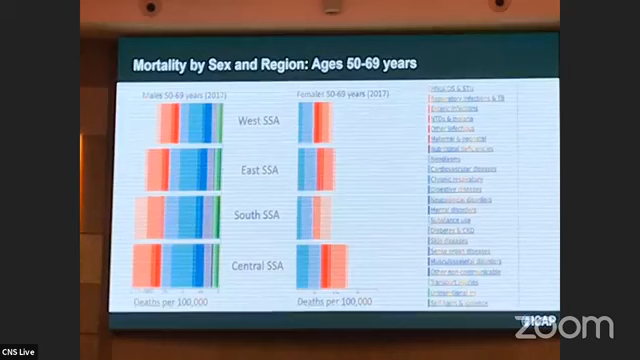 Mortality by Sex and Region: Ages 50-69 years
Males 50-69 years (2017)
Females 50-69 years (2017)
West SSA
East SSA
South SSA
Central SSA
Deaths per 100,000
Deaths per 100,000
HIV/AIDS & STIs
Respiratory infections & TB
Enteric infections
NTDs & malaria
Other infectious
Maternal & neonatal
Nutritional deficiencies
Neoplasms
Cardiovascular diseases
Chronic respiratory
Digestive diseases
Neurological disorders
Mental disorders
Substance use
Diabetes & CKD
Skin diseases
Sense organ diseases
Musculoskeletal disorders
Other non-communicable
Transport injuries
Unintentional inj
Self-harm & violence
ICAP
zoom
CNS Live